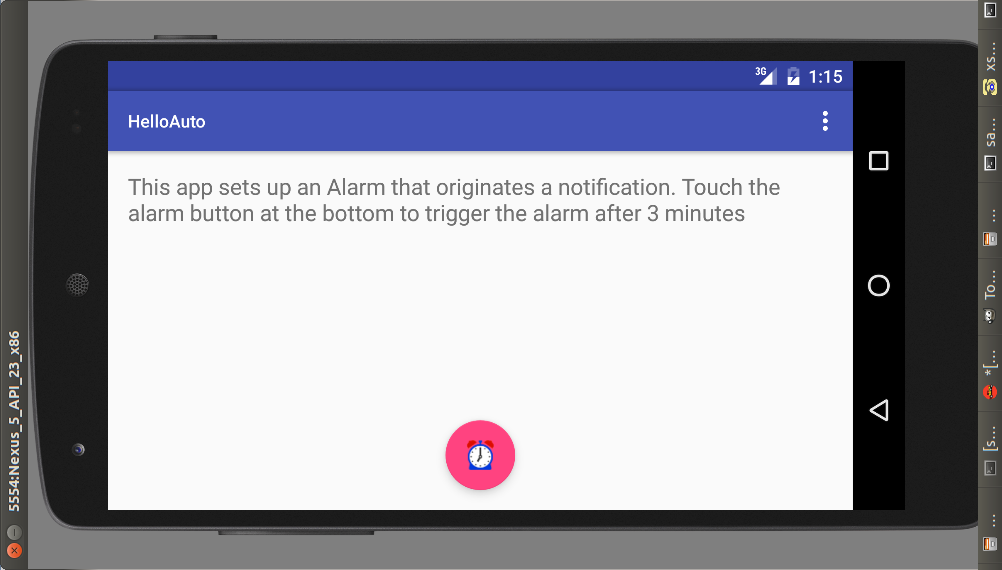 5554:Nexus_5_API_23_x86
3G 1:15
HelloAuto
This app sets up an Alarm that originates a notification. Touch the
alarm button at the bottom to trigger the alarm after 3 minutes
xs...
sa...
...
To...
*[...
[s...
...